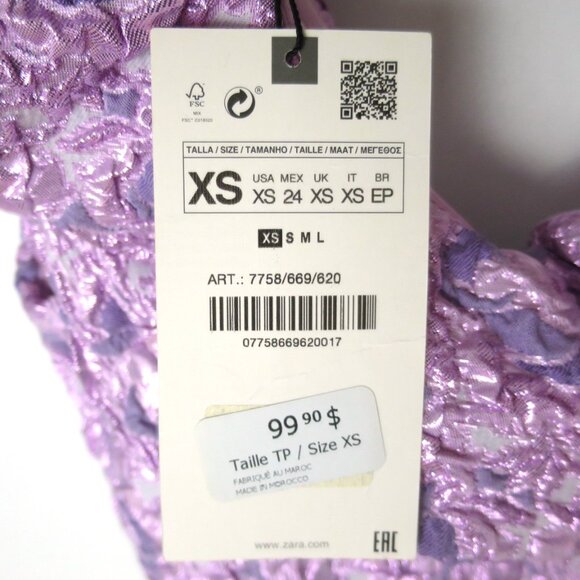 FSC
MIX
®
TALLA / SIZE / TAMANHO / TAILLE / MAAT / ΜΕΓΕΘΟΣ
XS
USA MEX UK IT BR
XS 24 XS XS EP
XS S M L
ART.: 7758/669/620
07758669620017
99 90 $
Taille TP / Size XS
FABRIQUÉ AU MAROC
MADE IN MOROCCO
www.zara.com
EAC